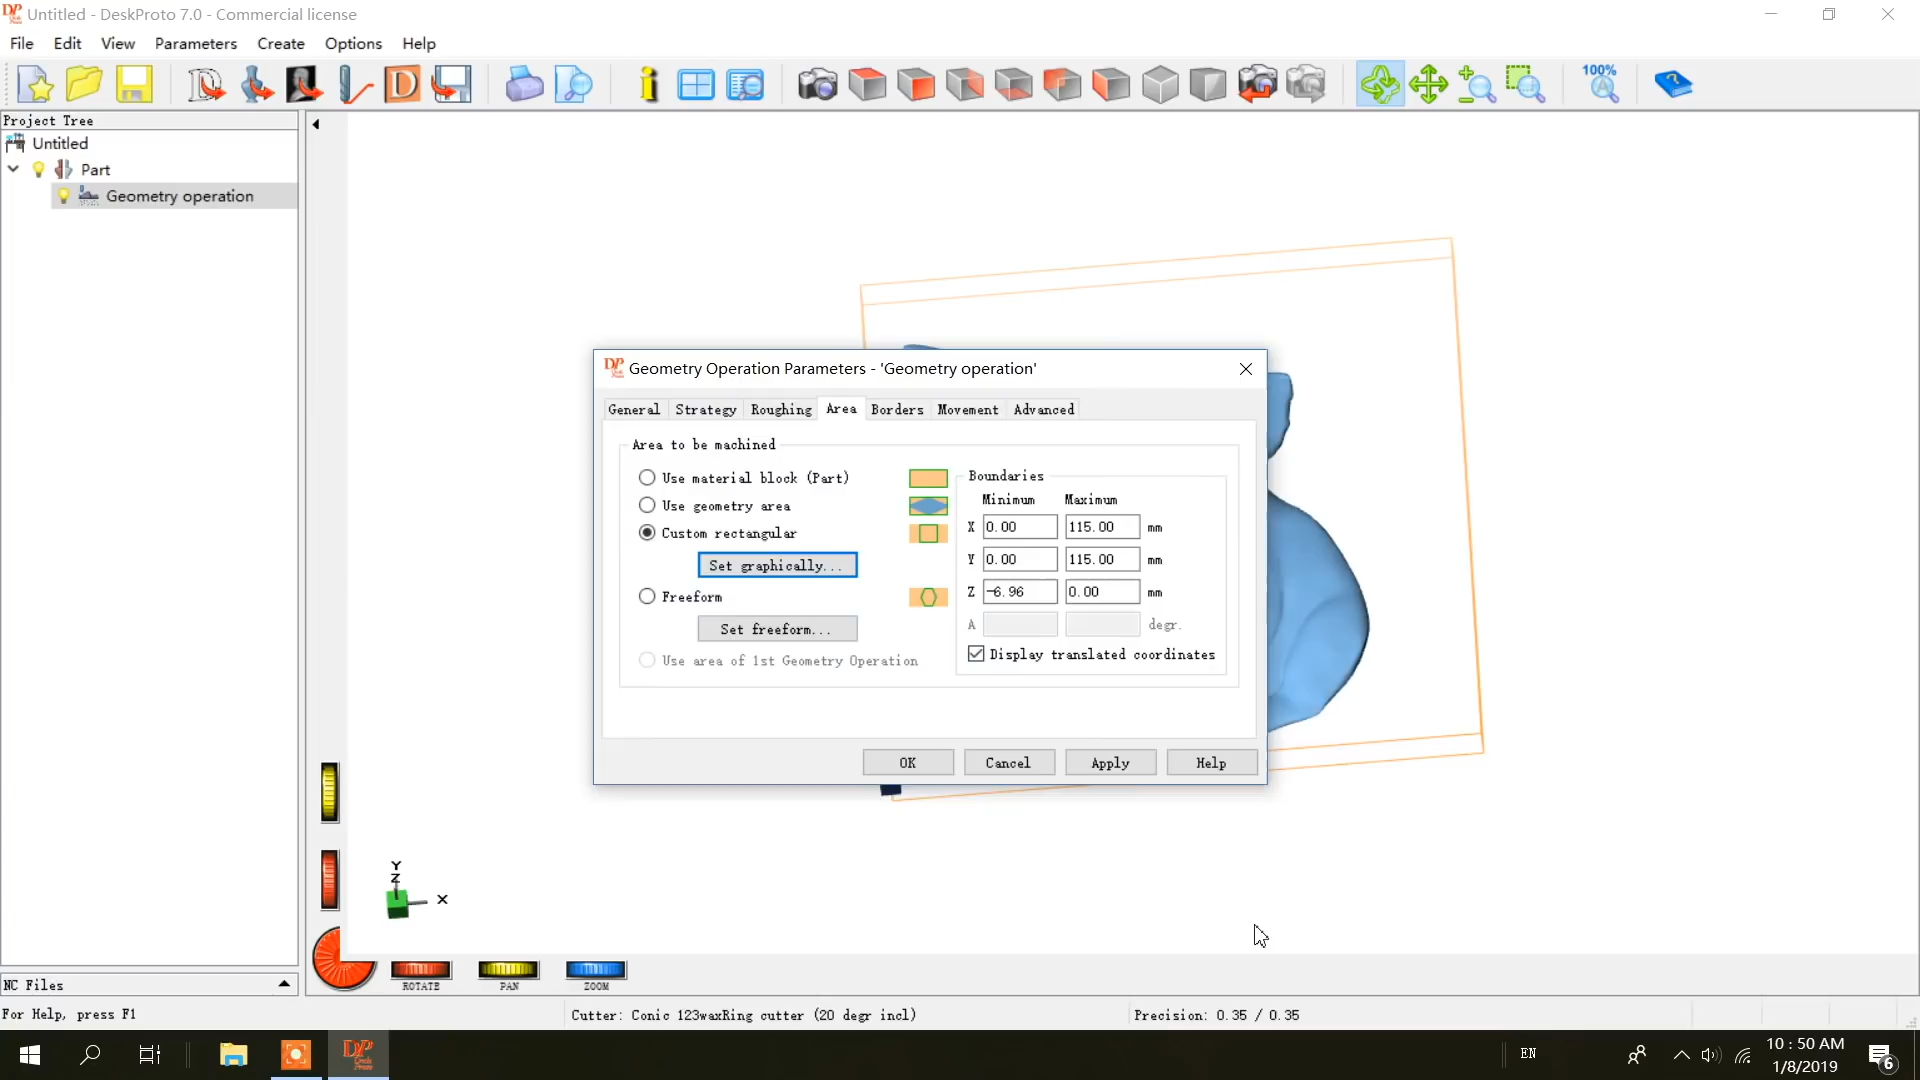 Untitled - DeskProto 7.0 - Commercial license
File Edit View Parameters Create Options Help
100%
Project Tree
Untitled
Part
Geometry operation
Geometry Operation Parameters - 'Geometry operation'
General Strategy Roughing Area Borders Movement Advanced
Area to be machined
Use material block (Part)
Use geometry area
Custom rectangular
Set graphically...
Freeform
Set freeform...
Use area of 1st Geometry Operation
Boundaries
Minimum Maximum
X 0.00 115.00 mm
Y 0.00 115.00 mm
Z -6.96 0.00 mm
A degr.
Display translated coordinates
OK Cancel Apply Help
Y
Z
X
ROTATE PAN ZOOM
NC Files
For Help, press F1
Cutter: Conic 123waxRing cutter (20 degr incl)
Precision: 0.35 / 0.35
EN
10:50 AM
1/8/2019
6